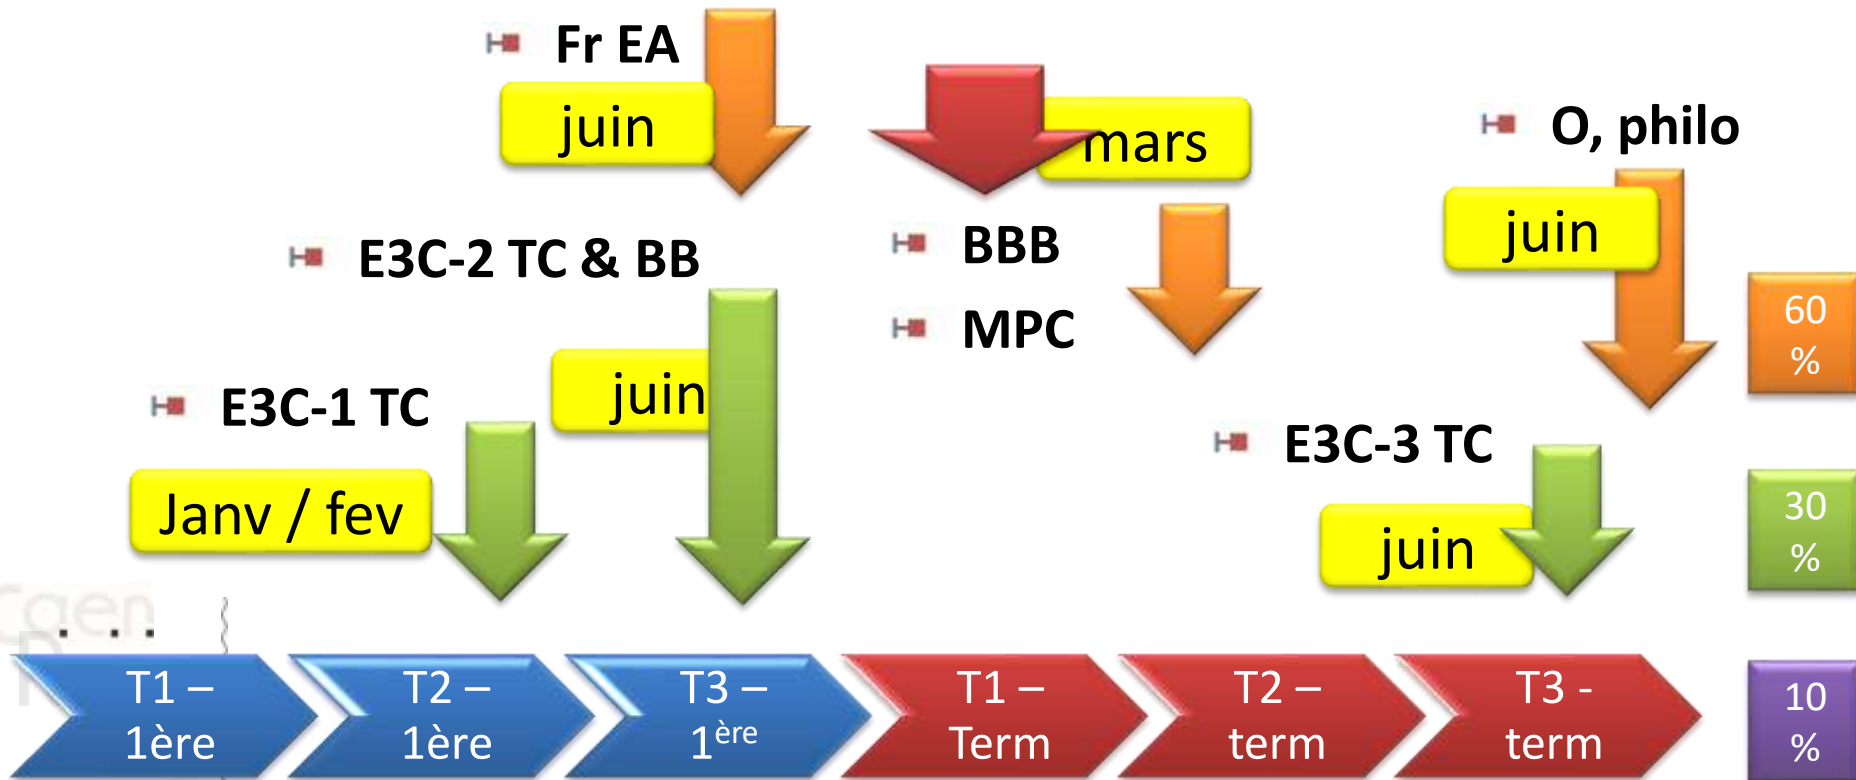 Fr EA
juin
mars
O, philo
juin
E3C-2 TC & BB
BBB
MPC
60
%
juin
E3C-1 TC
E3C-3 TC
Janv / fev
juin
30
%
caen
. . .
T1 –
1ère
T2 –
1ère
T3 –
1ère
T1 –
Term
T2 –
term
T3 -
term
10
%